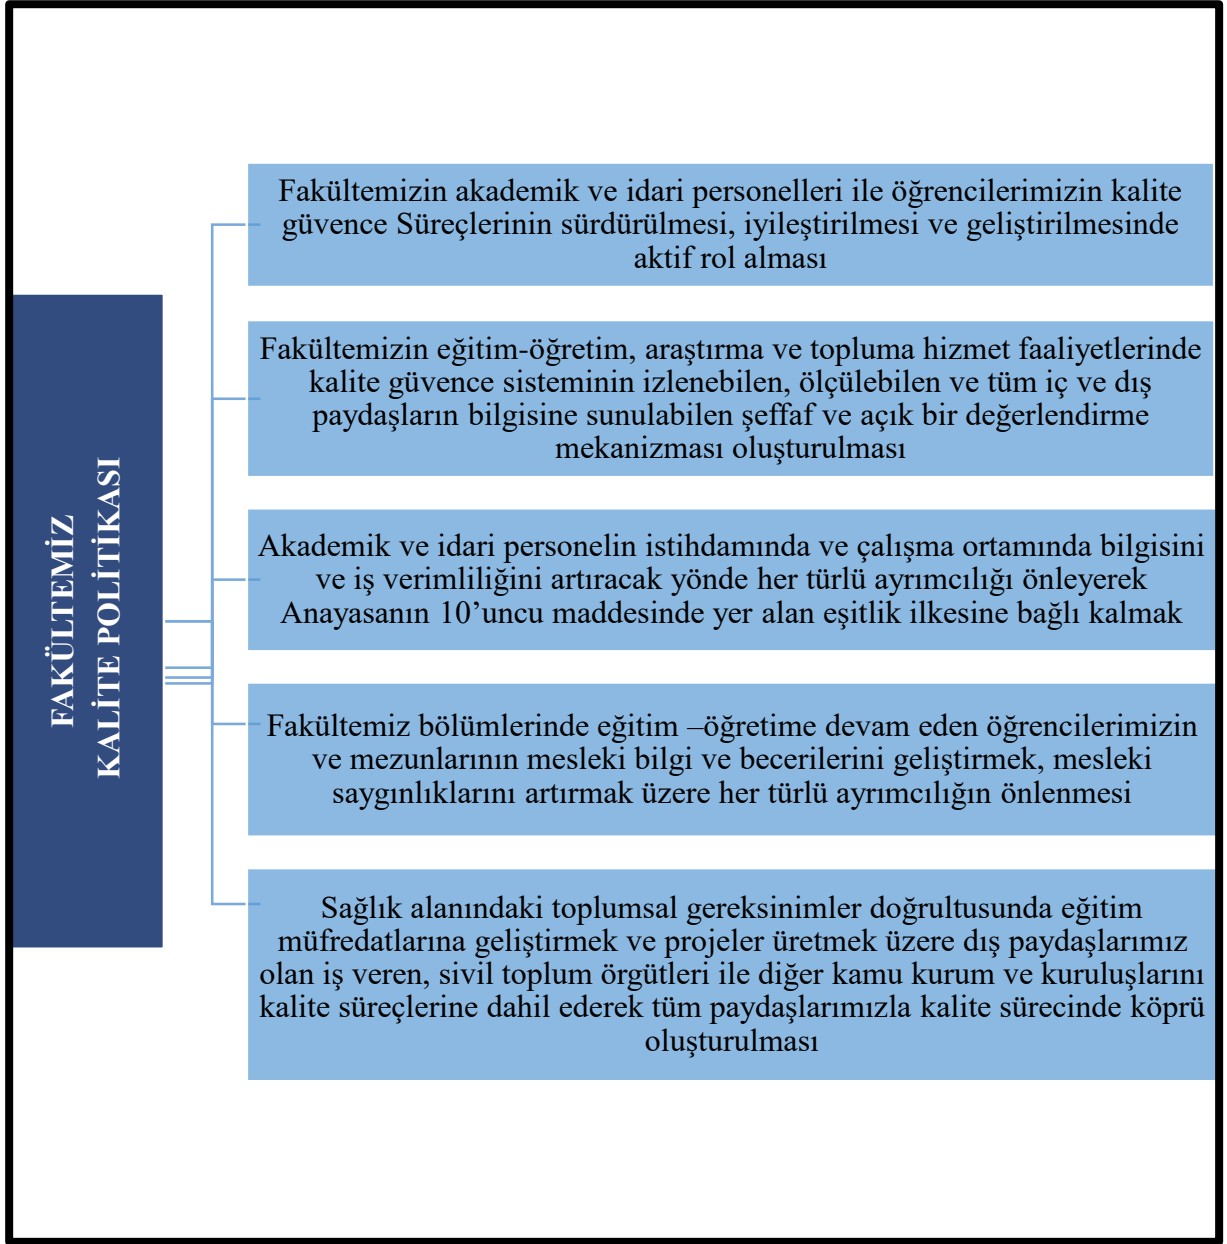 FAKÜLTEMİZ
KALİTE POLİTİKASI
Fakültemizin akademik ve idari personelleri ile öğrencilerimizin kalite
güvence Süreçlerinin sürdürülmesi, iyileştirilmesi ve geliştirilmesinde
aktif rol alması
Fakültemizin eğitim-öğretim, araştırma ve topluma hizmet faaliyetlerinde
kalite güvence sisteminin izlenebilen, ölçülebilen ve tüm iç ve dış
paydaşların bilgisine sunulabilen şeffaf ve açık bir değerlendirme
mekanizması oluşturulması
Akademik ve idari personelin istihdamında ve çalışma ortamında bilgisini
ve iş verimliliğini artıracak yönde her türlü ayrımcılığı önleyerek
Anayasanın 10’uncu maddesinde yer alan eşitlik ilkesine bağlı kalmak
Fakültemiz bölümlerinde eğitim –öğretime devam eden öğrencilerimizin
ve mezunlarının mesleki bilgi ve becerilerini geliştirmek, mesleki
saygınlıklarını artırmak üzere her türlü ayrımcılığın önlenmesi
Sağlık alanındaki toplumsal gereksinimler doğrultusunda eğitim
müfredatlarına geliştirmek ve projeler üretmek üzere dış paydaşlarımız
olan iş veren, sivil toplum örgütleri ile diğer kamu kurum ve kuruluşlarını
kalite süreçlerine dahil ederek tüm paydaşlarımızla kalite sürecinde köprü
oluşturulması